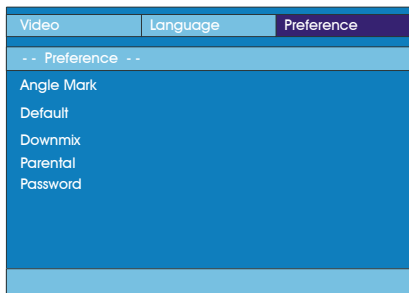 Video Language Preference
- - Preference - -
Angle Mark
Default
Downmix
Parental
Password